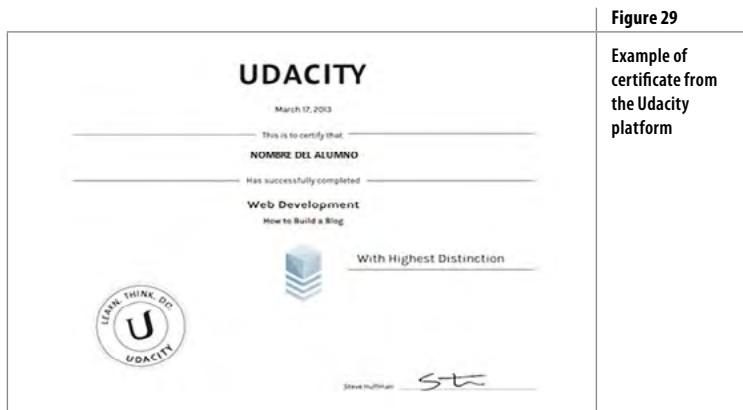 Figure 29
Example of
certificate from
the Udacity
platform
UDACITY
March 17, 2013
This is to certify that
NOMBRE DEL ALUMNO
Has successfully completed
Web Development
How to Build a Blog
With Highest Distinction
LEARN. THINK. DO.
U
UDACITY
Steve Huffman